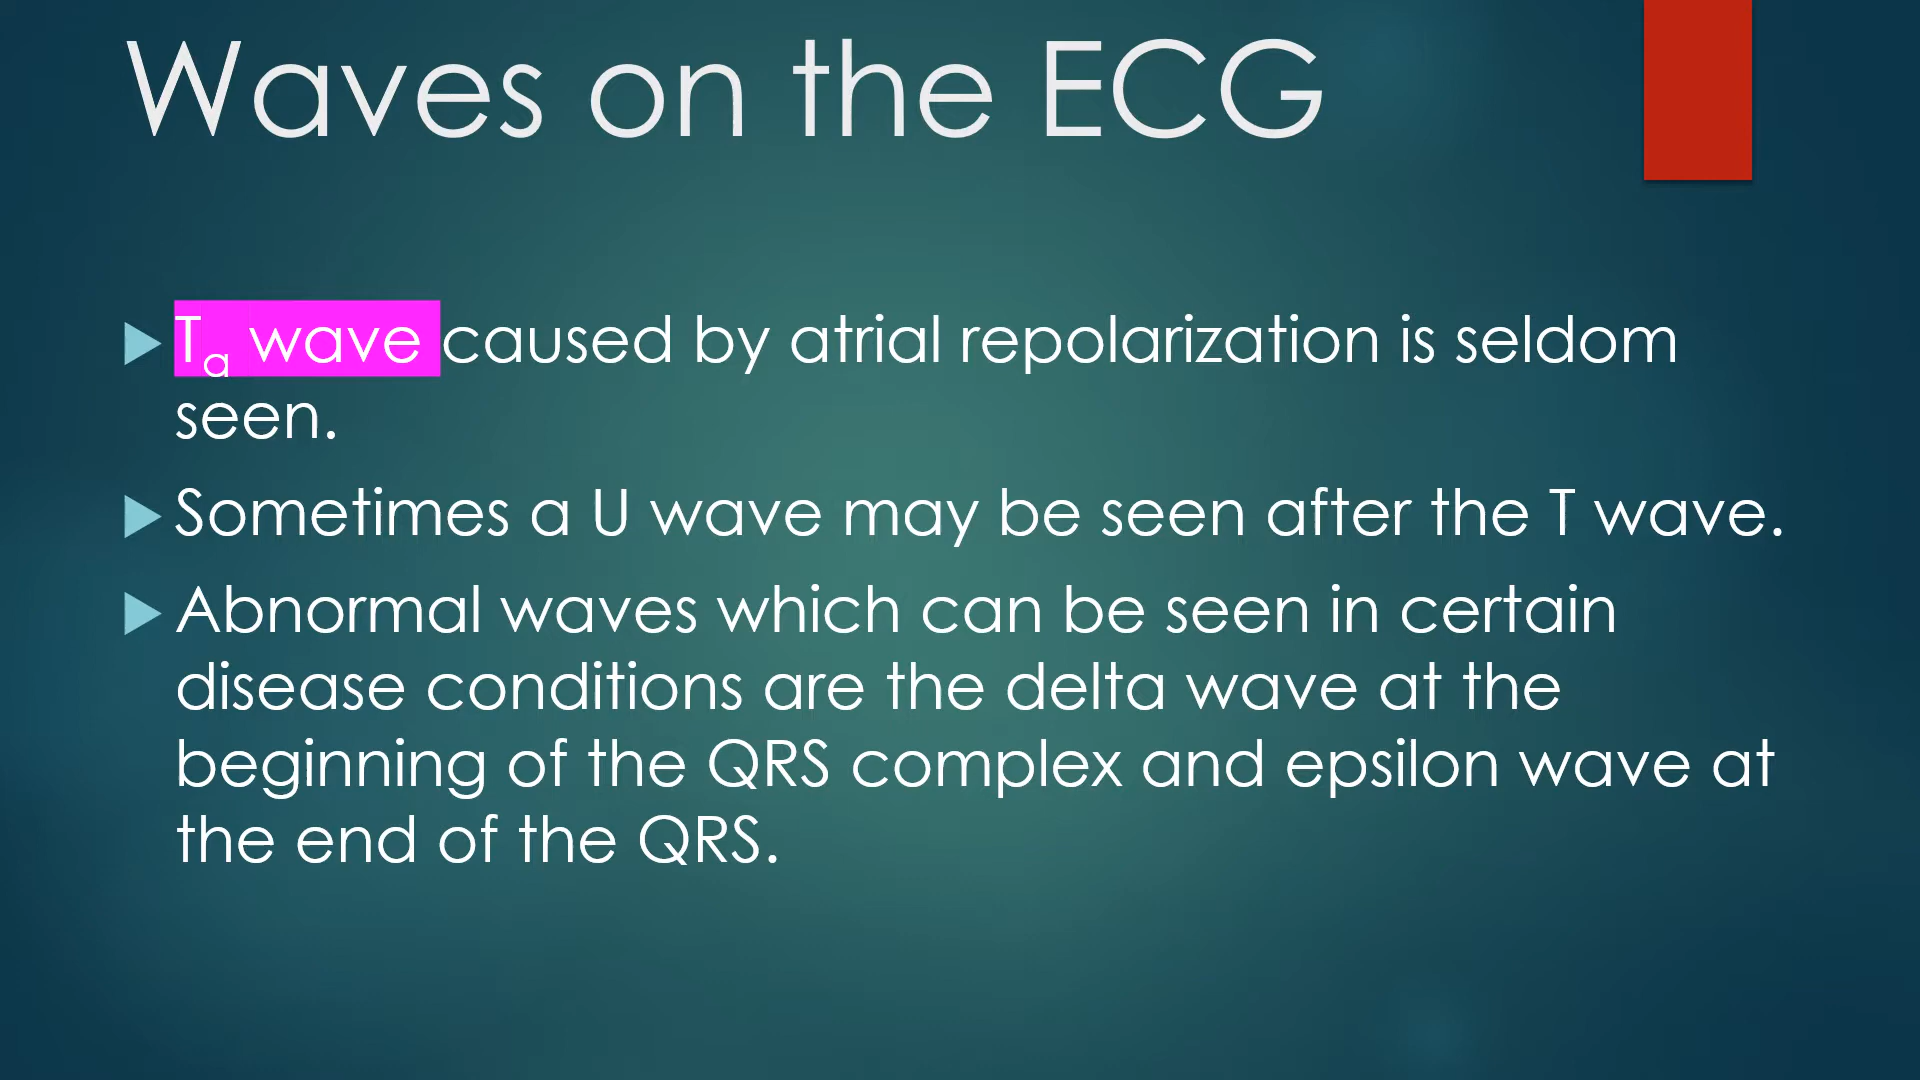 Waves on the ECG
Tₐ wave caused by atrial repolarization is seldom
seen.
Sometimes a U wave may be seen after the T wave.
Abnormal waves which can be seen in certain
disease conditions are the delta wave at the
beginning of the QRS complex and epsilon wave at
the end of the QRS.